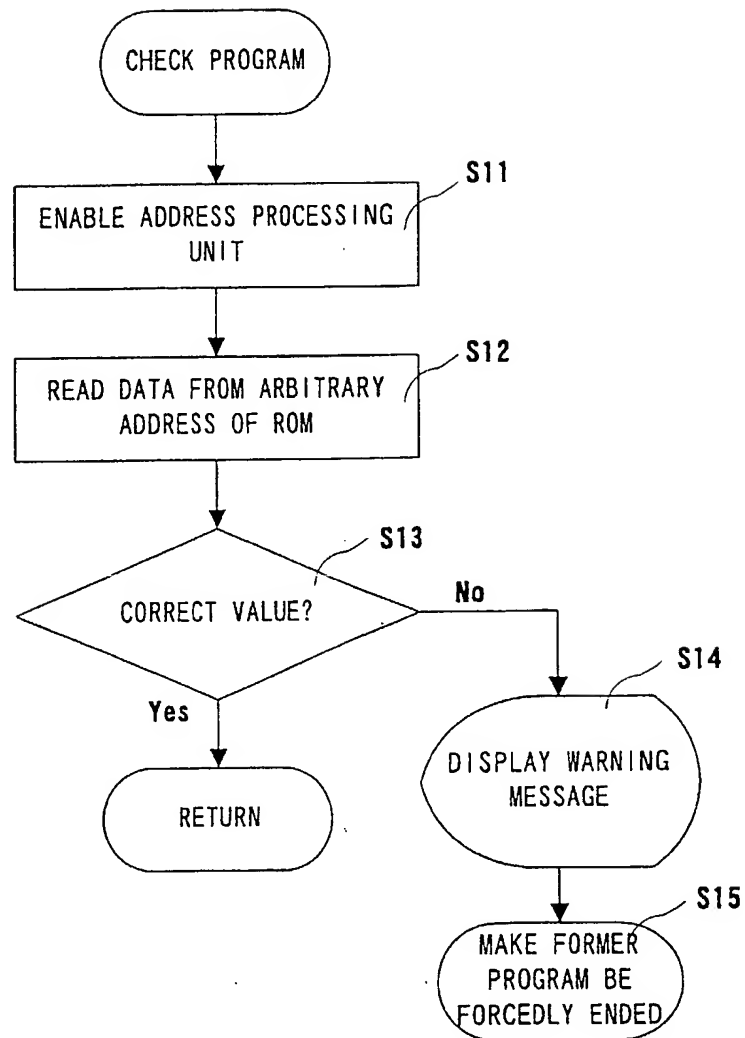 CHECK PROGRAM
S11
ENABLE ADDRESS PROCESSING
UNIT
S12
READ DATA FROM ARBITRARY
ADDRESS OF ROM
S13
CORRECT VALUE?
No
Yes
S14
DISPLAY WARNING
MESSAGE
RETURN
S15
MAKE FORMER
PROGRAM BE
FORCEDLY ENDED